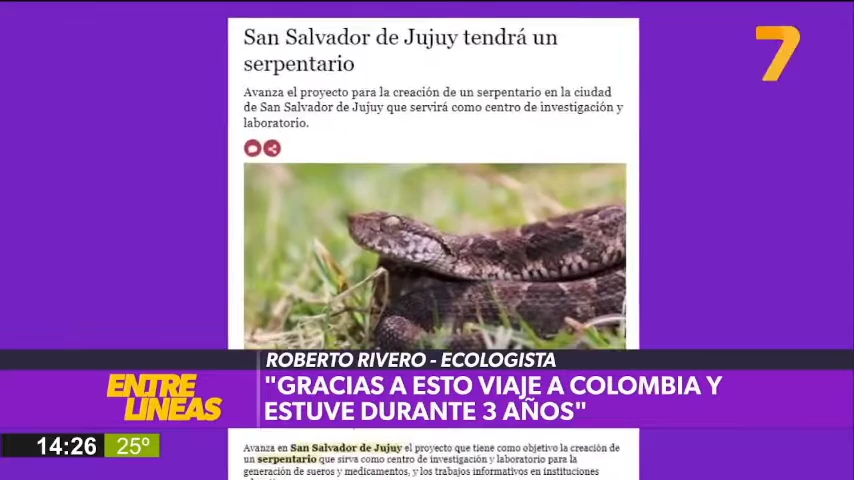 San Salvador de Jujuy tendrá un
serpentario
Avanza el proyecto para la creación de un serpentario en la ciudad
de San Salvador de Jujuy que servirá como centro de investigación y
laboratorio.
7
ROBERTO RIVERO - ECOLOGISTA
ENTRE
LINEAS
"GRACIAS A ESTO VIAJE A COLOMBIA Y
ESTUVE DURANTE 3 AÑOS"
14:26 25º
Avanza en San Salvador de Jujuy el proyecto que tiene como objetivo la creación de
un serpentario que sirva como centro de investigación y laboratorio para la
generación de sueros y medicamentos, y los trabajos informativos en instituciones